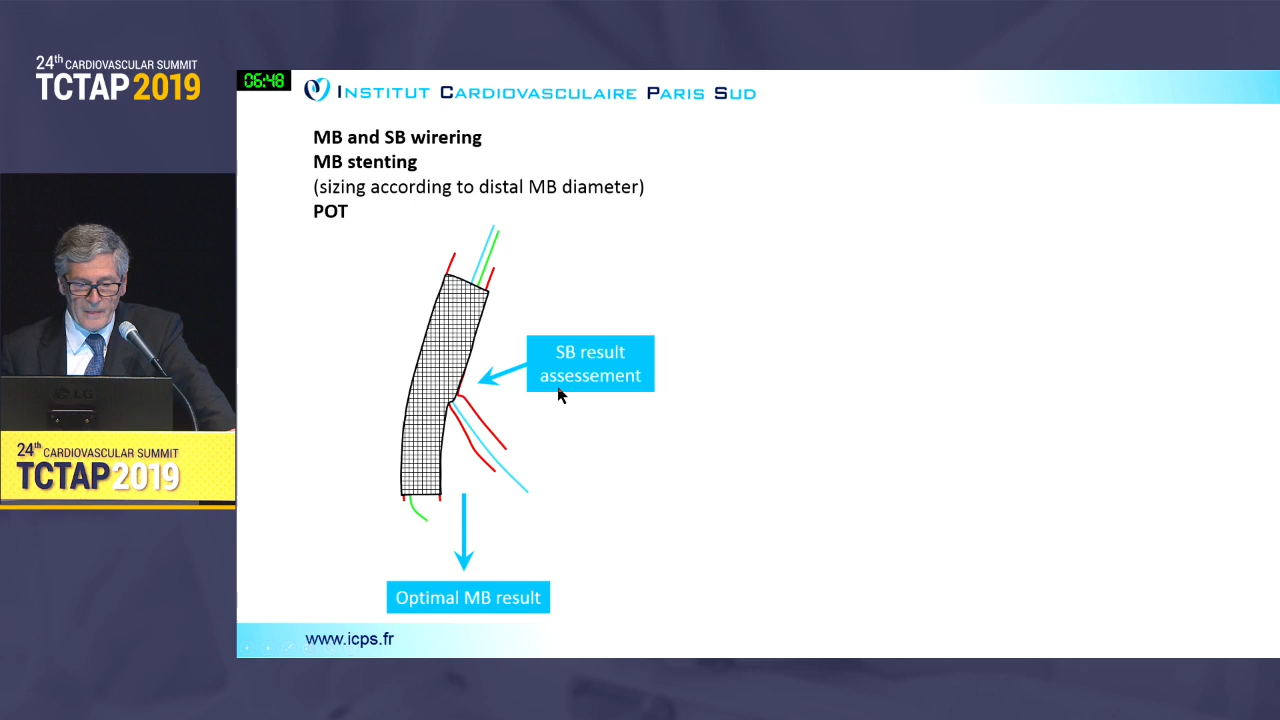 24th CARDIOVASCULAR SUMMIT
TCTAP 2019
06:48
INSTITUT CARDIOVASCULAIRE PARIS SUD
MB and SB wirering
MB stenting
(sizing according to distal MB diameter)
POT
SB result
assessement
Optimal MB result
www.icps.fr
LG
24th CARDIOVASCULAR SUMMIT
TCTAP 2019